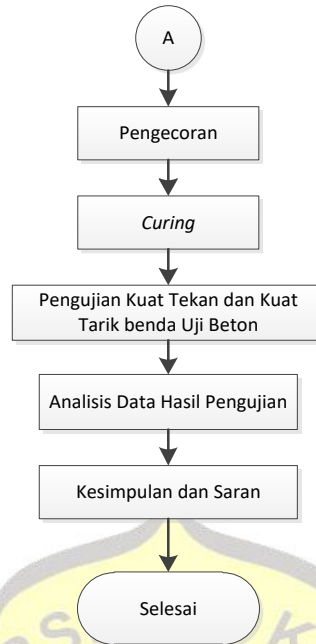 A
Pengecoran
Curing
Pengujian Kuat Tekan dan Kuat
Tarik benda Uji Beton
Analisis Data Hasil Pengujian
Kesimpulan dan Saran
Selesai